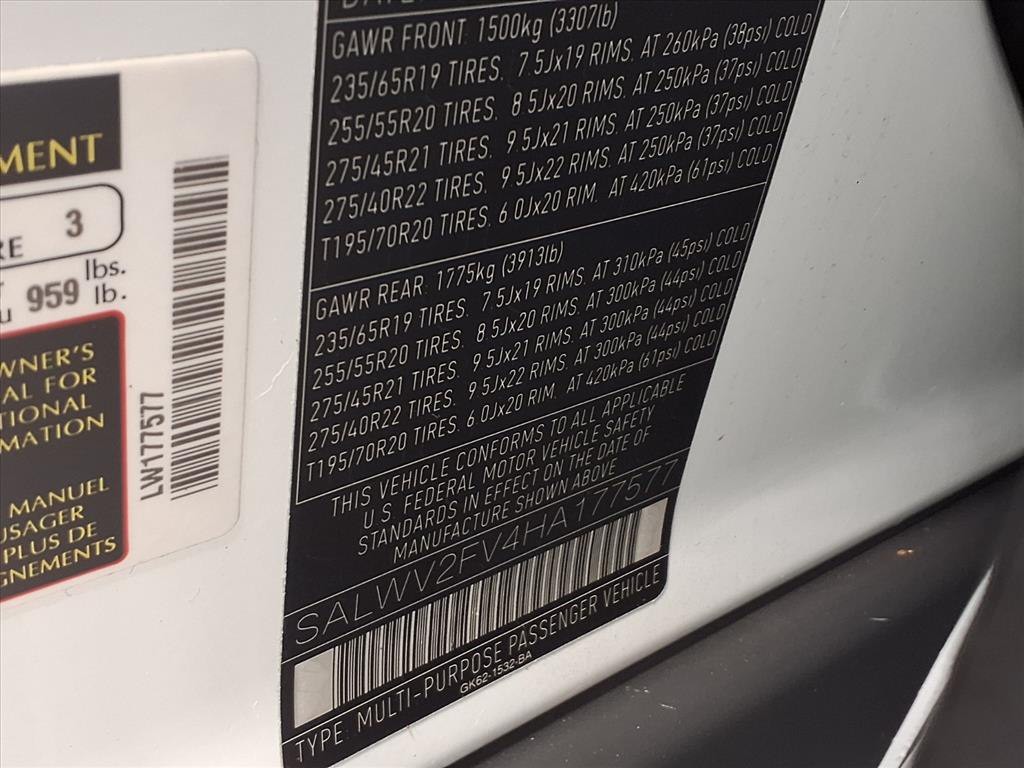 MENT
RE 3
959 lbs.
lb.
OWNER'S
FOR
MANUEL
PLUS DE
LW177577
GAWR FRONT 1500kg (3307lb)
235/65R19 TIRES. 7.5Jx19 RIMS. AT 260kPa (38psi) COLD
255/55R20 TIRES. 8.5Jx20 RIMS. AT 250kPa (37psi) COLD
275/45R21 TIRES. 9.5Jx21 RIMS. AT 250kPa (37psi) COLD
275/40R22 TIRES. 9.5Jx22 RIMS. AT 250kPa (37psi) COLD
T195/70R20 TIRES. 6.0Jx20 RIM. AT 420kPa (61psi) COLD
GAWR REAR 1775kg (3913lb)
235/65R19 TIRES. 7.5Jx19 RIMS. AT 310kPa (45psi) COLD
255/55R20 TIRES. 8.5Jx20 RIMS. AT 300kPa (44psi) COLD
275/45R21 TIRES. 9.5Jx21 RIMS. AT 300kPa (44psi) COLD
275/40R22 TIRES. 9.5Jx22 RIMS. AT 300kPa (44psi) COLD
T195/70R20 TIRES. 6.0Jx20 RIM. AT 420kPa (61psi) COLD
THIS VEHICLE CONFORMS TO ALL APPLICABLE
U.S. FEDERAL MOTOR VEHICLE SAFETY
STANDARDS IN EFFECT ON THE DATE OF
MANUFACTURE SHOWN ABOVE
SALWV2FV4HA177577
TYPE: MULTI-PURPOSE PASSENGER VEHICLE
GK62-1532-BA